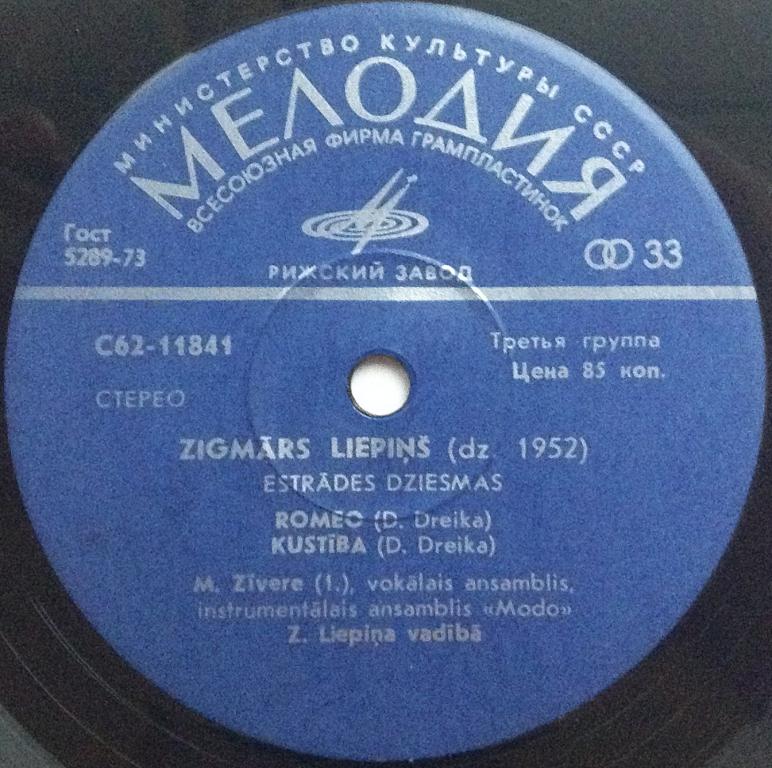 МИНИСТЕРСТВО КУЛЬТУРЫ СССР
МЕЛОДИЯ
ВСЕСОЮЗНАЯ ФИРМА ГРАМПЛАСТИНОК
Гост
5289-73
РИЖСКИЙ ЗАВОД
33
С62-11841
Третья группа
Цена 85 коп.
СТЕРЕО
ZIGMĀRS LIEPIŅŠ (dz. 1952)
ESTRĀDES DZIESMAS
ROMEO (D. Dreika)
KUSTĪBA (D. Dreika)
M. Zīvere (1.), vokālais ansamblis,
instrumentālais ansamblis «Modo»
Z. Liepiņa vadībā